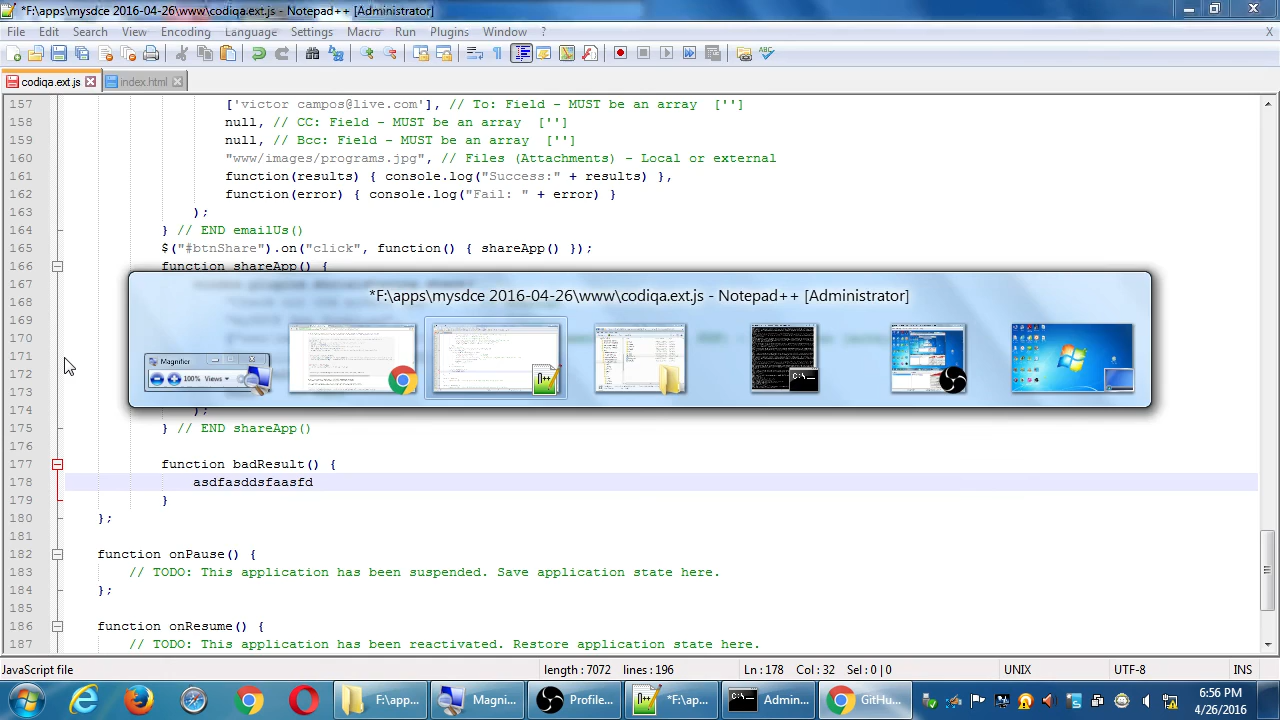 *F:\apps\mysdce 2016-04-26\www\codiqa.ext.js - Notepad++ [Administrator]
File Edit Search View Encoding Language Settings Macro Run Plugins Window ? X
codiqa.ext.js index.html
157 ['victor campos@live.com'], // To: Field - MUST be an array ['']
158 null, // CC: Field - MUST be an array ['']
159 null, // Bcc: Field - MUST be an array ['']
160 "www/images/programs.jpg", // Files (Attachments) - Local or external
161 function(results) { console.log("Success:" + results) },
162 function(error) { console.log("Fail: " + error) }
163 );
164 } // END emailUs()
165 $("#btnShare").on("click", function() { shareApp() });
166 function shareApp() {
167
168
169
170
171
172
173
174 );
175 } // END shareApp()
176
177 function badResult() {
178 asdfasddsfaasfd
179 }
180 };
181
182 function onPause() {
183 // TODO: This application has been suspended. Save application state here.
184 };
185
186 function onResume() {
187 // TODO: This application has been reactivated. Restore application state here.
*F:\apps\mysdce 2016-04-26\www\codiqa.ext.js - Notepad++ [Administrator]
Magnifier
100% Views
C:\
JavaScript file length : 7072 lines : 196 Ln : 178 Col : 32 Sel : 0 | 0 UNIX UTF-8 INS
F:\app... Magni... Profile... *F:\ap... Admin... GitHu... 6:56 PM
4/26/2016